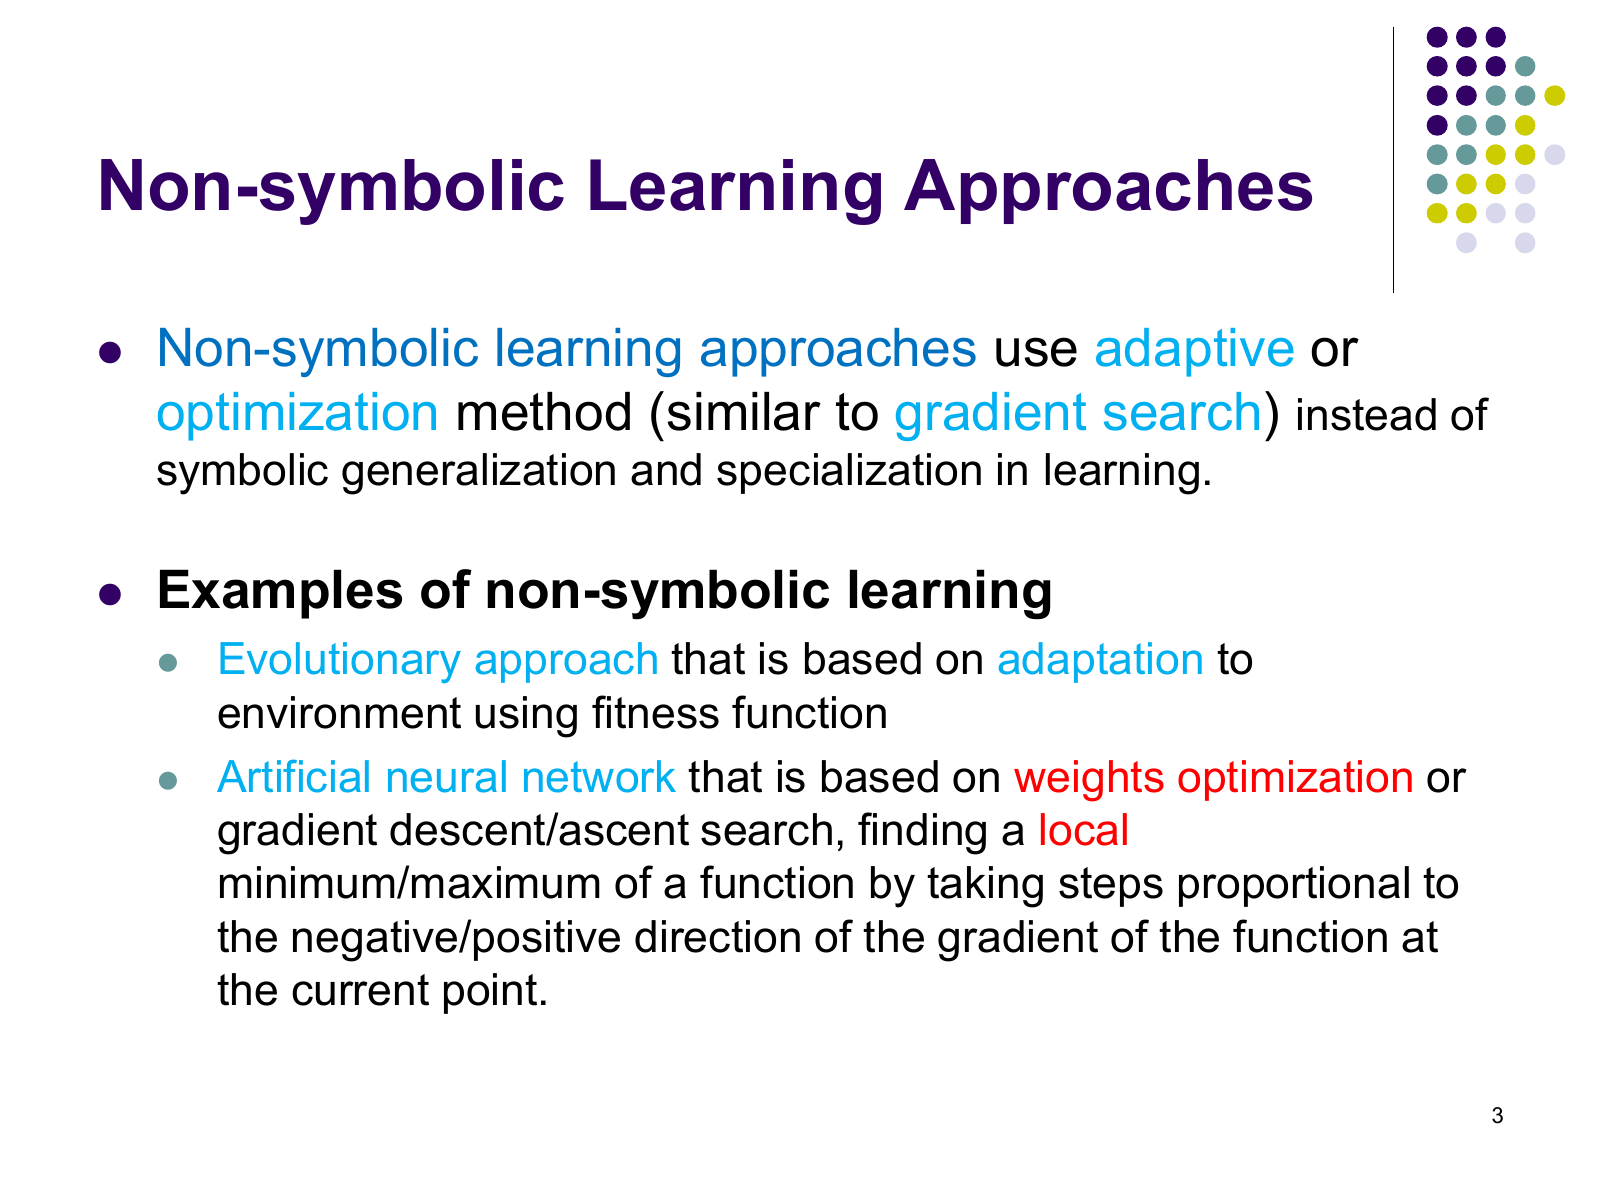 Non-symbolic Learning Approaches
Non-symbolic learning approaches use adaptive or
optimization method (similar to gradient search) instead of
symbolic generalization and specialization in learning.
Examples of non-symbolic learning
Evolutionary approach that is based on adaptation to
environment using fitness function
Artificial neural network that is based on weights optimization or
gradient descent/ascent search, finding a local
minimum/maximum of a function by taking steps proportional to
the negative/positive direction of the gradient of the function at
the current point.
3